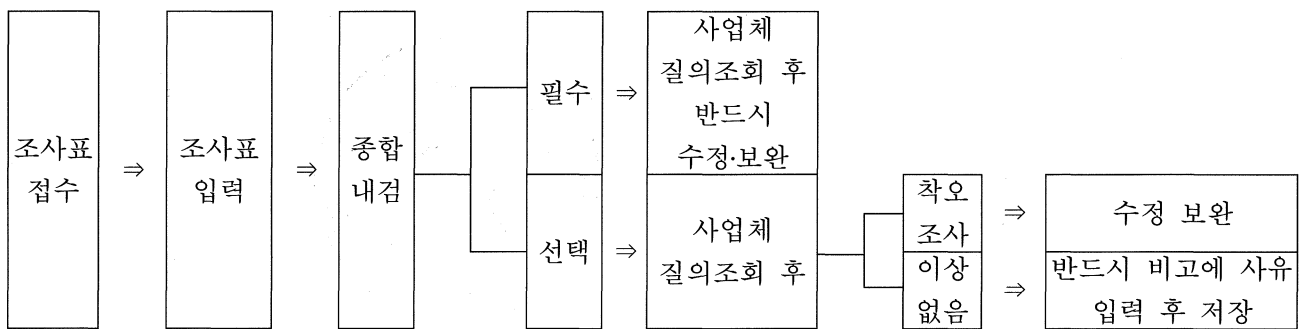 조사표
접수
⇒
조사표
입력
⇒
종합
내검
필수
⇒
사업체
질의조회 후
반드시
수정·보완
선택
⇒
사업체
질의조회 후
착오
조사
⇒
수정 보완
이상
없음
⇒
반드시 비고에 사유
입력 후 저장